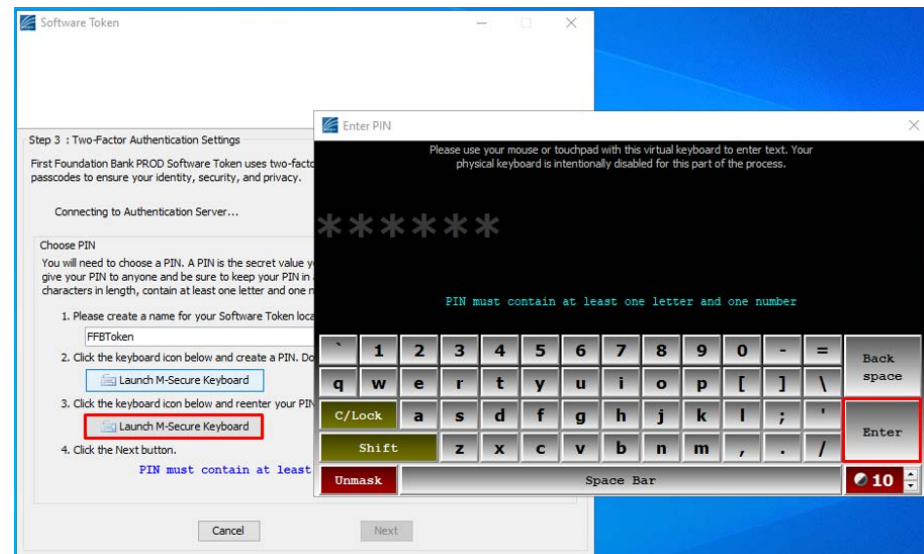 Software Token
Step 3 : Two-Factor Authentication Settings
First Foundation Bank PROD Software Token uses two-facto
passcodes to ensure your identity, security, and privacy.
Connecting to Authentication Server...
Choose PIN
You will need to choose a PIN. A PIN is the secret value y
give your PIN to anyone and be sure to keep your PIN in
characters in length, contain at least one letter and one n
1. Please create a name for your Software Token loca
FFBToken
2. Click the keyboard icon below and create a PIN. Do
Launch M-Secure Keyboard
3. Click the keyboard icon below and reenter your PIN
Launch M-Secure Keyboard
4. Click the Next button.
PIN must contain at least
Cancel Next
Enter PIN
Please use your mouse or touchpad with this virtual keyboard to enter text. Your
physical keyboard is intentionally disabled for this part of the process.
******
PIN must contain at least one letter and one number
` 1 2 3 4 5 6 7 8 9 0 - = Back space
q w e r t y u i o p [ ] \
C/Lock a s d f g h j k l ; ' Enter
Shift z x c v b n m , . /
Unmask Space Bar 10